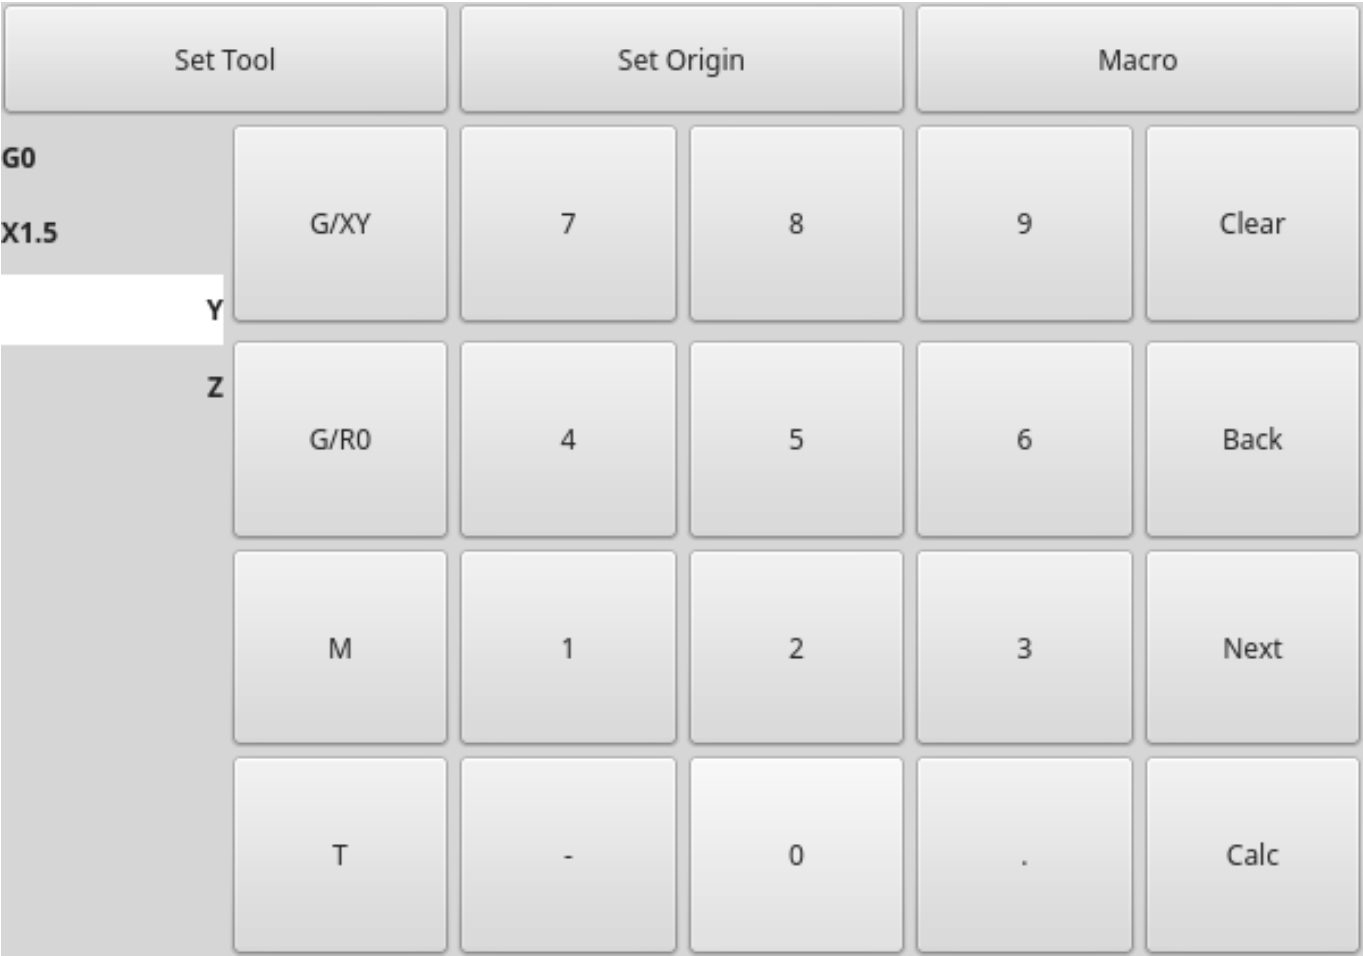 Set Tool Set Origin Macro
G0
X1.5
Y
Z
G/XY 7 8 9 Clear
G/R0 4 5 6 Back
M 1 2 3 Next
T - 0 . Calc